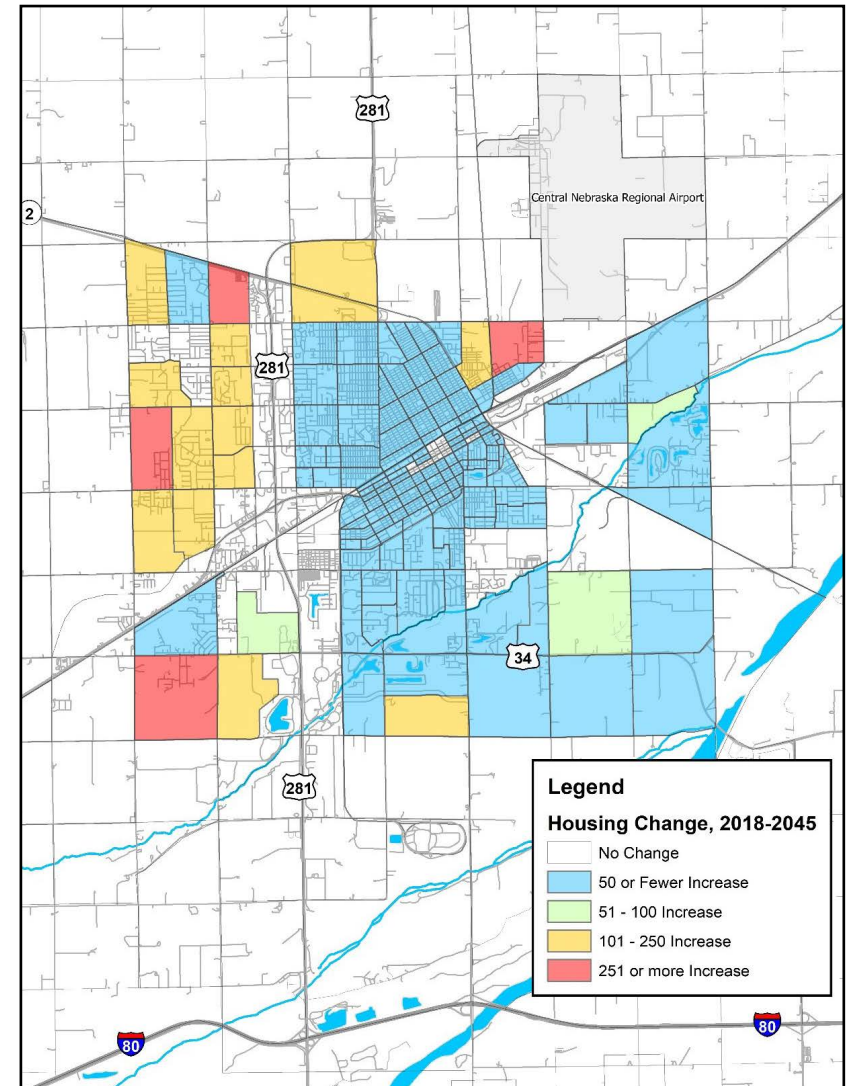 281
Central Nebraska Regional Airport
2
281
34
281
Legend
Housing Change, 2018-2045
No Change
50 or Fewer Increase
51 - 100 Increase
101 - 250 Increase
251 or more Increase
80
80